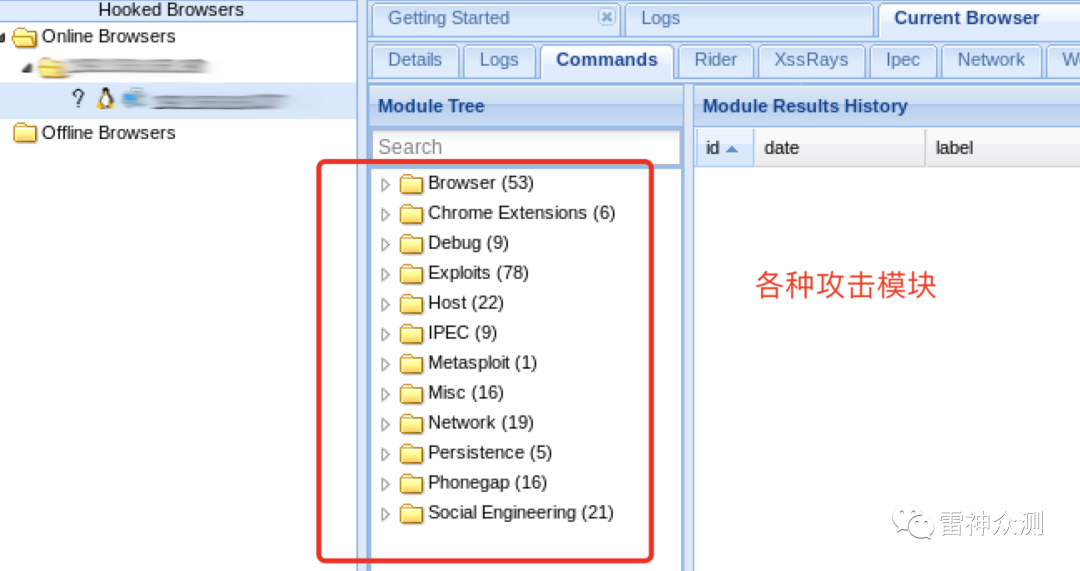 Hooked Browsers
Online Browsers
?
Offline Browsers
Getting Started
Logs
Current Browser
Details
Logs
Commands
Rider
XssRays
Ipec
Network
Module Tree
Search
Browser (53)
Chrome Extensions (6)
Debug (9)
Exploits (78)
Host (22)
IPEC (9)
Metasploit (1)
Misc (16)
Network (19)
Persistence (5)
Phonegap (16)
Social Engineering (21)
Module Results History
id
date
label
各种攻击模块
雷神众测